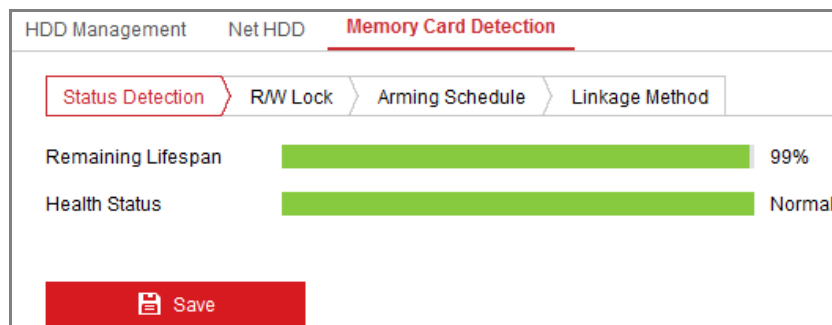 HDD Management Net HDD Memory Card Detection
Status Detection R/W Lock Arming Schedule Linkage Method
Remaining Lifespan 99%
Health Status Normal
Save